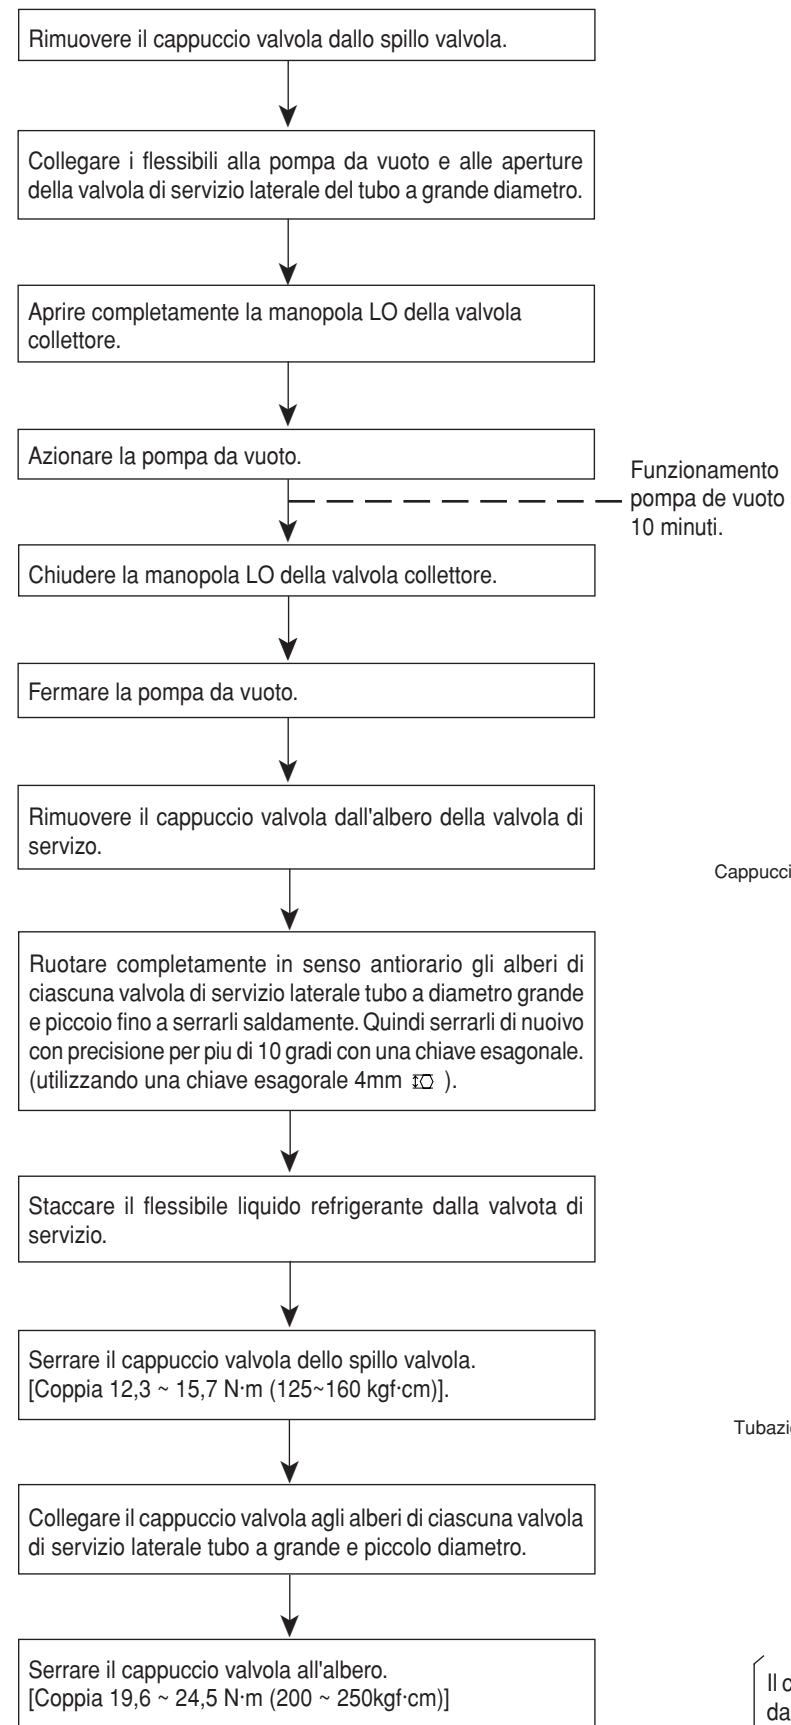 Rimuovere il cappuccio valvola dallo spillo valvola.
Collegare i flessibili alla pompa da vuoto e alle aperture
della valvola di servizio laterale del tubo a grande diametro.
Aprire completamente la manopola LO della valvola
collettore.
Azionare la pompa da vuoto.
Funzionamento
pompa de vuoto
10 minuti.
Chiudere la manopola LO della valvola collettore.
Fermare la pompa da vuoto.
Rimuovere il cappuccio valvola dall'albero della valvola di
servizo.
Cappucci
Ruotare completamente in senso antiorario gli alberi di
ciascuna valvola di servizio laterale tubo a diametro grande
e piccoio fino a serrarli saldamente. Quindi serrarli di nuoivo
con precisione per piu di 10 gradi con una chiave esagonale.
(utilizzando una chiave esagorale 4mm ).
Staccare il flessibile liquido refrigerante dalla valvota di
servizio.
Serrare il cappuccio valvola dello spillo valvola.
[Coppia 12,3 ~ 15,7 N·m (125~160 kgf·cm)].
Tubazi
Collegare il cappuccio valvola agli alberi di ciascuna valvola
di servizio laterale tubo a grande e piccolo diametro.
Serrare il cappuccio valvola all'albero.
[Coppia 19,6 ~ 24,5 N·m (200 ~ 250kgf·cm)]
Il c
da